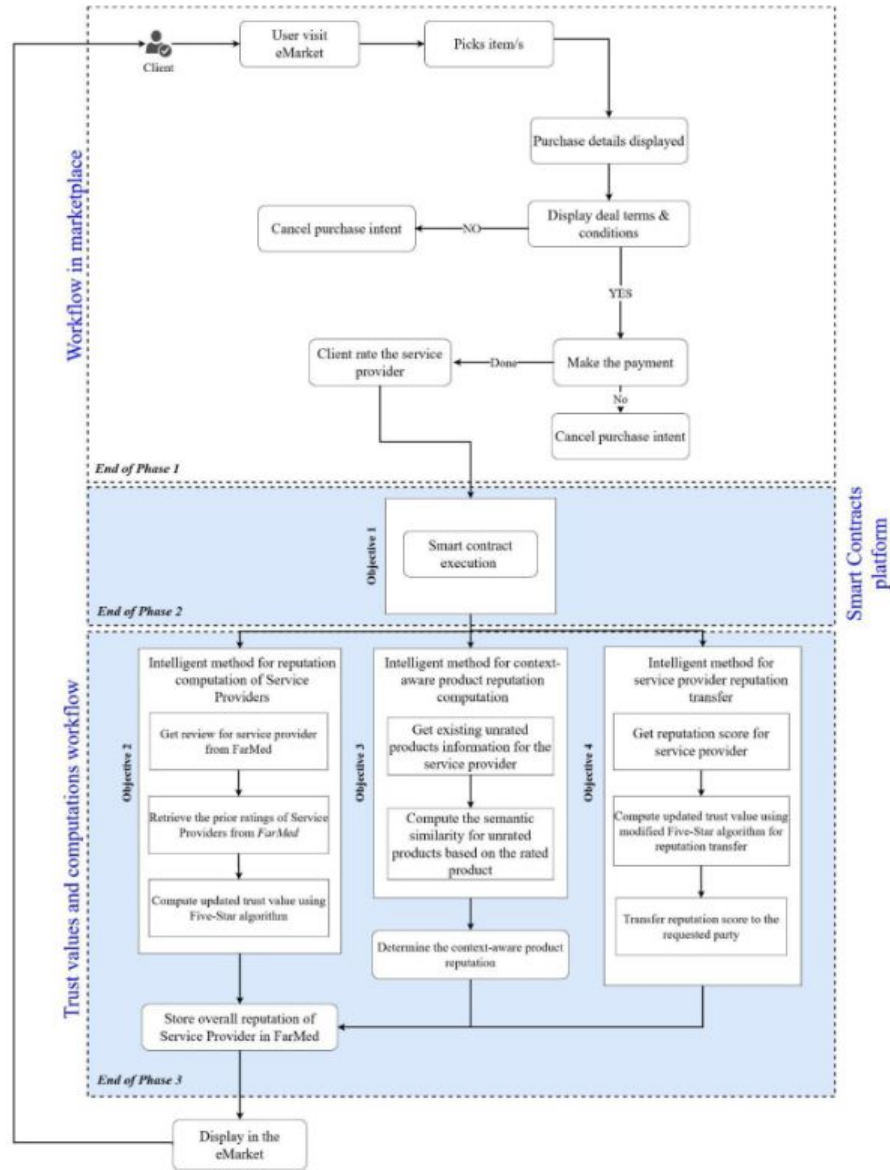 Client
User visit
eMarket
Picks item/s
Purchase details displayed
Display deal terms &
conditions
NO
Cancel purchase intent
YES
Make the payment
Done
Client rate the service
provider
No
Cancel purchase intent
End of Phase 1
Workflow in marketplace
Objective 1
Smart contract
execution
End of Phase 2
Smart Contracts
platform
Trust values and computations workflow
Objective 2
Intelligent method for reputation
computation of Service
Providers
Get review for service provider
from FarMed
Retrieve the prior ratings of Service
Providers from FarMed
Compute updated trust value using
Five-Star algorithm
Objective 3
Intelligent method for context-
aware product reputation
computation
Get existing unrated
products information for the
service provider
Compute the semantic
similarity for unrated
products based on the rated
product
Determine the context-aware product
reputation
Objective 4
Intelligent method for
service provider reputation
transfer
Get reputation score for
service provider
Compute updated trust value using
modified Five-Star algorithm for
reputation transfer
Transfer reputation score to the
requested party
Store overall reputation of
Service Provider in FarMed
End of Phase 3
Display in the
eMarket